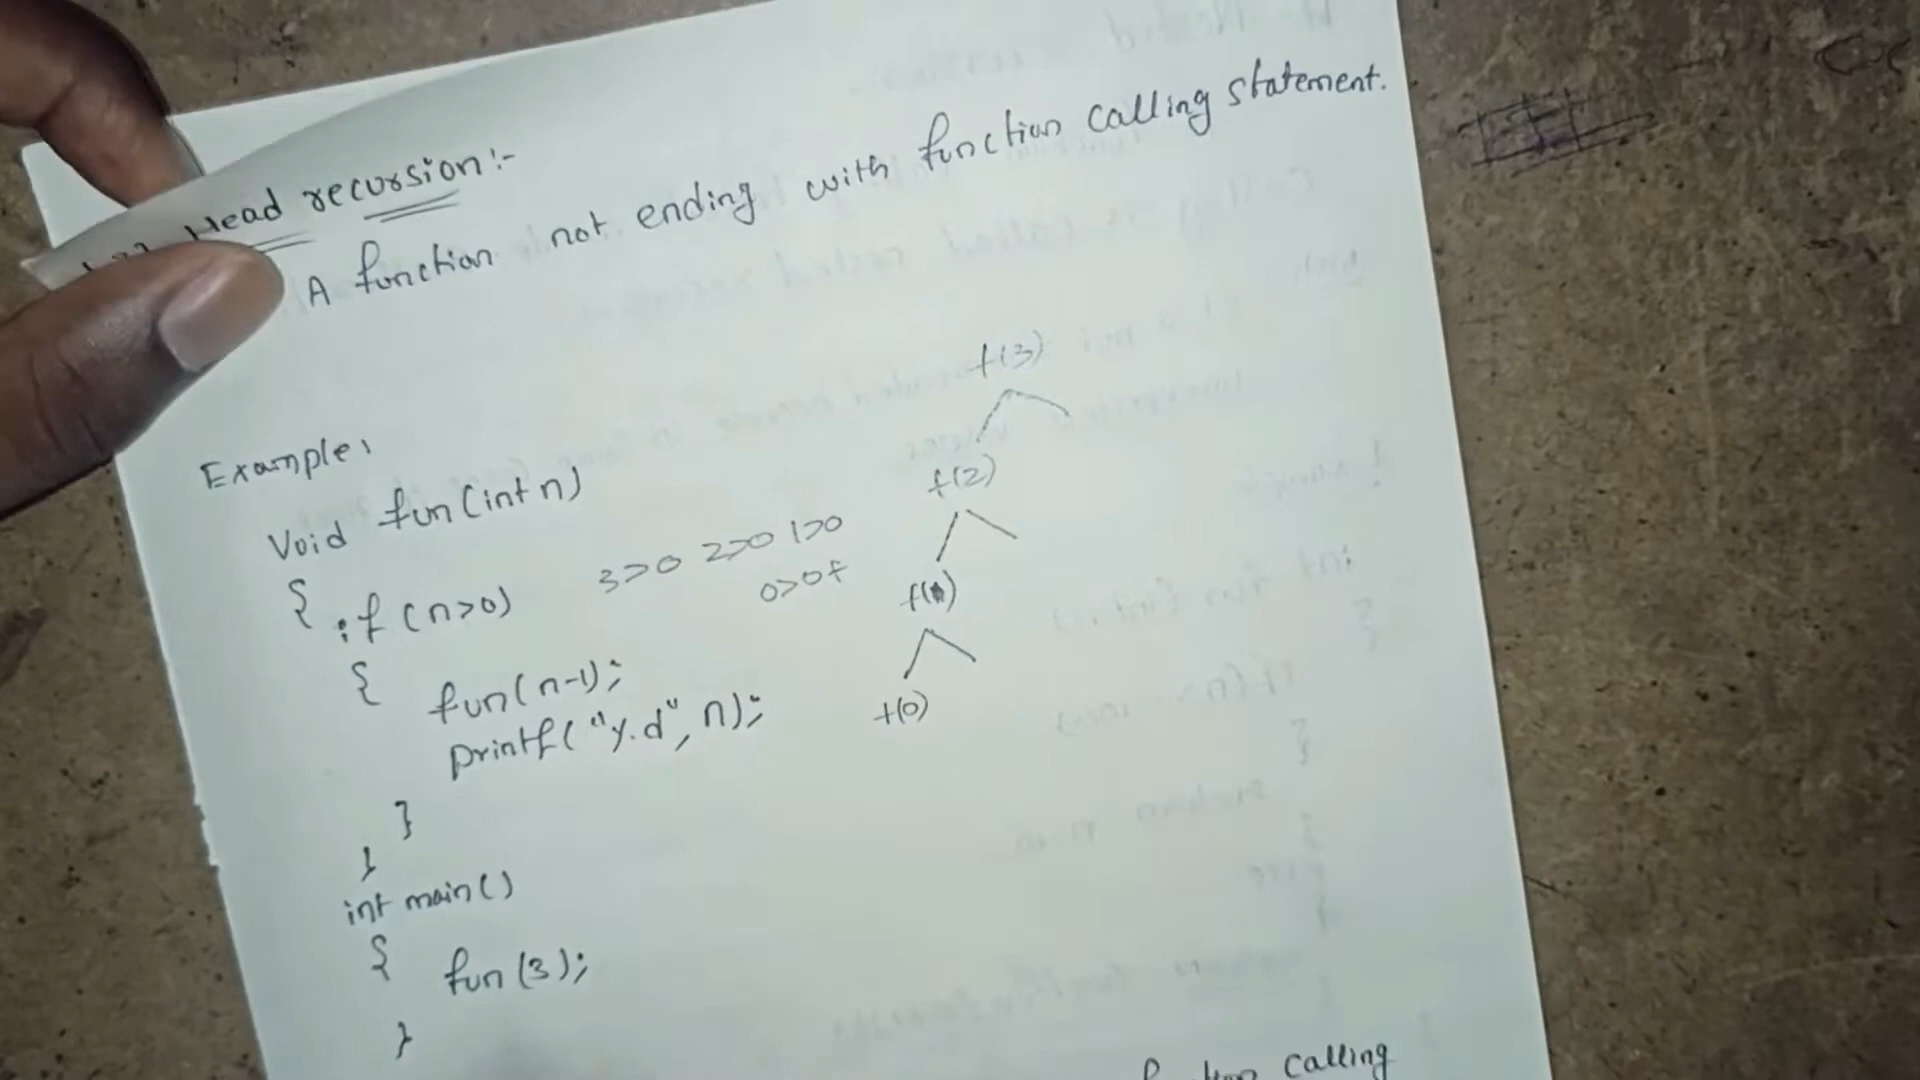 Head recursion :-
A function not ending with function calling statement.
Example:
Void fun(int n)
{ if (n>0)
3>0 2>0 1>0
0>0f
{ fun(n-1);
printf("%d", n);
}
}
int main()
{ fun(3);
}
f(3)
f(2)
f(1)
f(0)
calling